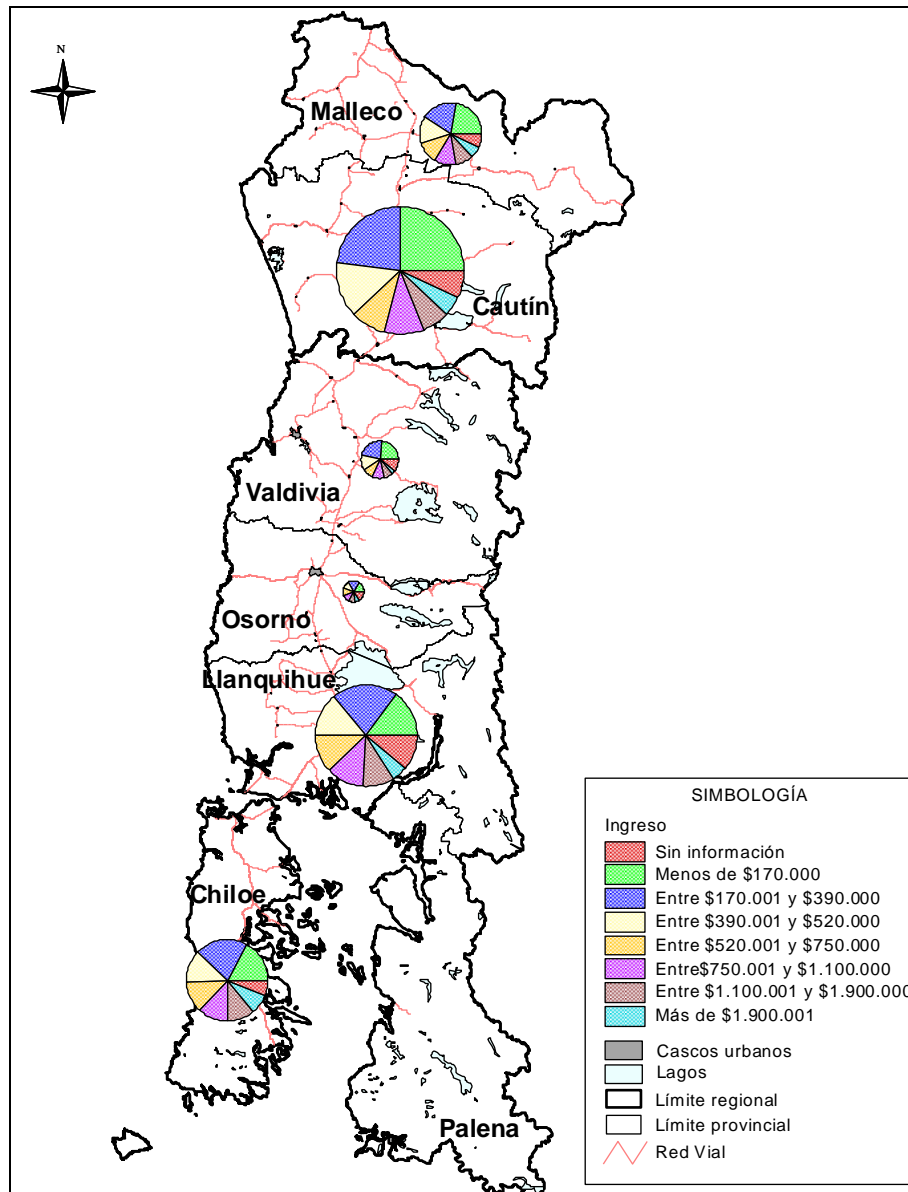 N
Malleco
Cautín
Valdivia
Osorno
Llanquihue
Chiloe
Palena
SIMBOLOGÍA
Ingreso
Sin información
Menos de $170.000
Entre $170.001 y $390.000
Entre $390.001 y $520.000
Entre $520.001 y $750.000
Entre$750.001 y $1.100.000
Entre $1.100.001 y $1.900.000
Más de $1.900.001
Cascos urbanos
Lagos
Límite regional
Límite provincial
Red Vial